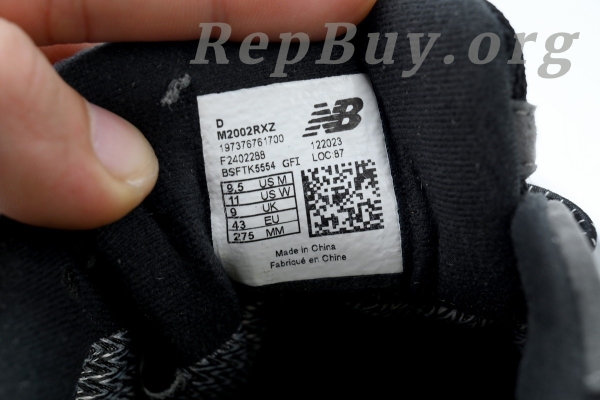 RepBuy.org
D
M2002RXZ
197376761700
F2402288
BSFTK5554 GFI
NB
122023
LOC:87
9.5 US M
11 US W
9 UK
43 EU
275 MM
Made in China
Fabriqué en Chine